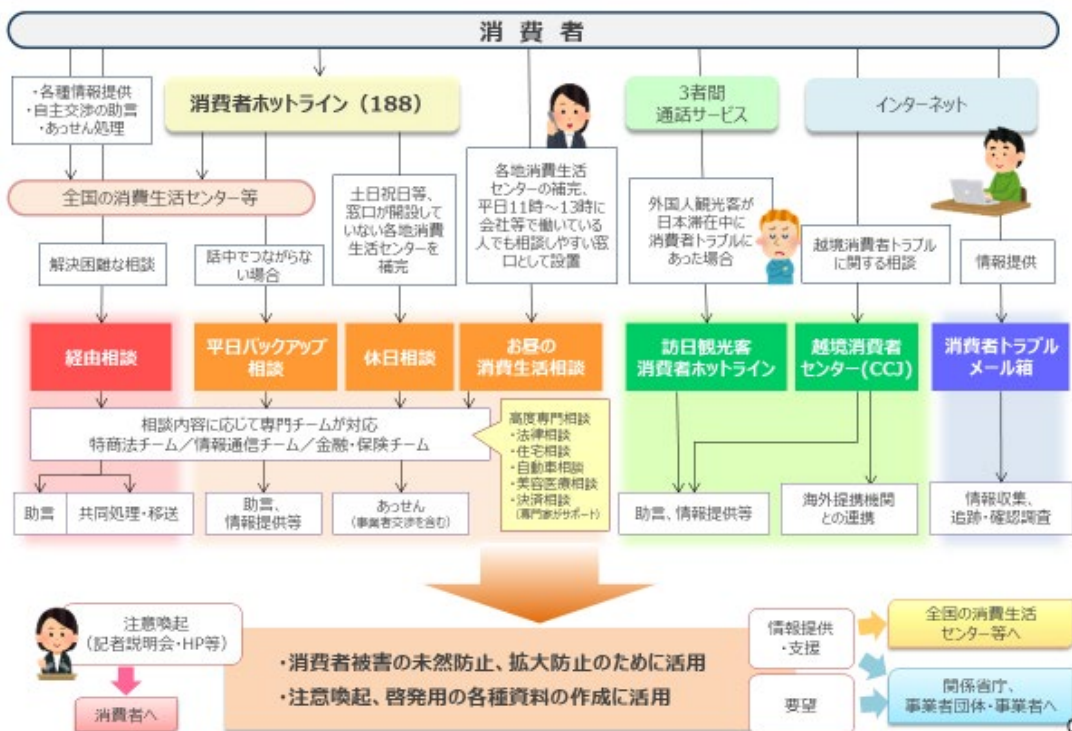 消費者
・各種情報提供
・自主交渉の助言
・あっせん処理
消費者ホットライン（188）
3者間
通話サービス
インターネット
全国の消費生活センター等
土日祝日等、
窓口が開設して
いない各地消費
生活センターを
補完
各地消費生活
センターの補完、
平日11時～13時に
会社等で働いている
人でも相談しやすい窓
口として設置
外国人観光客が
日本滞在中に
消費者トラブルに
あった場合
越境消費者トラブル
に関する相談
情報提供
解決困難な相談
話中でつながらな
い場合
経由相談
平日バックアップ
相談
休日相談
お昼の
消費生活相談
訪日観光客
消費者ホットライン
越境消費者
センター(CCJ)
消費者トラブル
メール箱
相談内容に応じて専門チームが対応
特商法チーム／情報通信チーム／金融・保険チーム
高度専門相談
・法律相談
・住宅相談
・自動車相談
・美容医療相談
・決済相談
（専門家がサポート）
助言
共同処理・移送
助言、
情報提供等
あっせん
（事業者交渉を含む）
助言、情報提供等
海外提携機関
との連携
情報収集、
追跡・確認調査
注意喚起
（記者説明会・HP等）
消費者へ
・消費者被害の未然防止、拡大防止のために活用
・注意喚起、啓発用の各種資料の作成に活用
情報提供
・支援
要望
全国の消費生活
センター等へ
関係省庁、
事業者団体・事業者へ